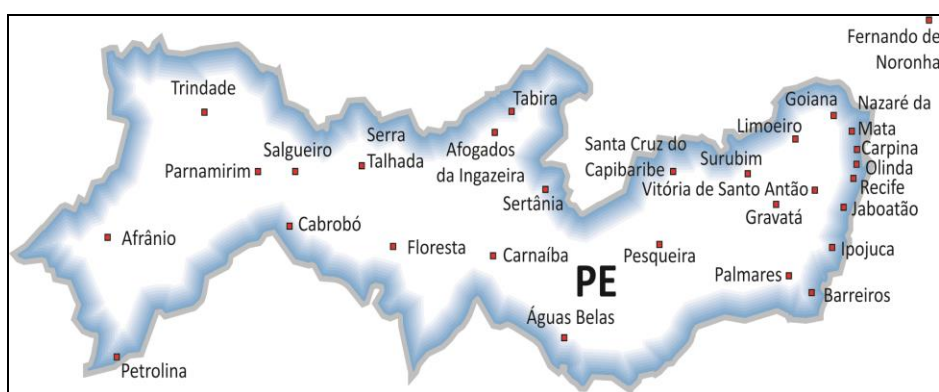 Fernando de
Noronha
Trindade
Tabira
Goiana
Nazaré da
Mata
Serra
Talhada
Limoeiro
Salgueiro
Afogados
da Ingazeira
Santa Cruz do
Capibaribe
Surubim
Carpina
Parnamirim
Olinda
Sertânia
Vitória de Santo Antão
Recife
Gravatá
Jaboatão
Cabrobó
Afrânio
Floresta
Carnaíba
Pesqueira
Ipojuca
PE
Palmares
Barreiros
Águas Belas
Petrolina